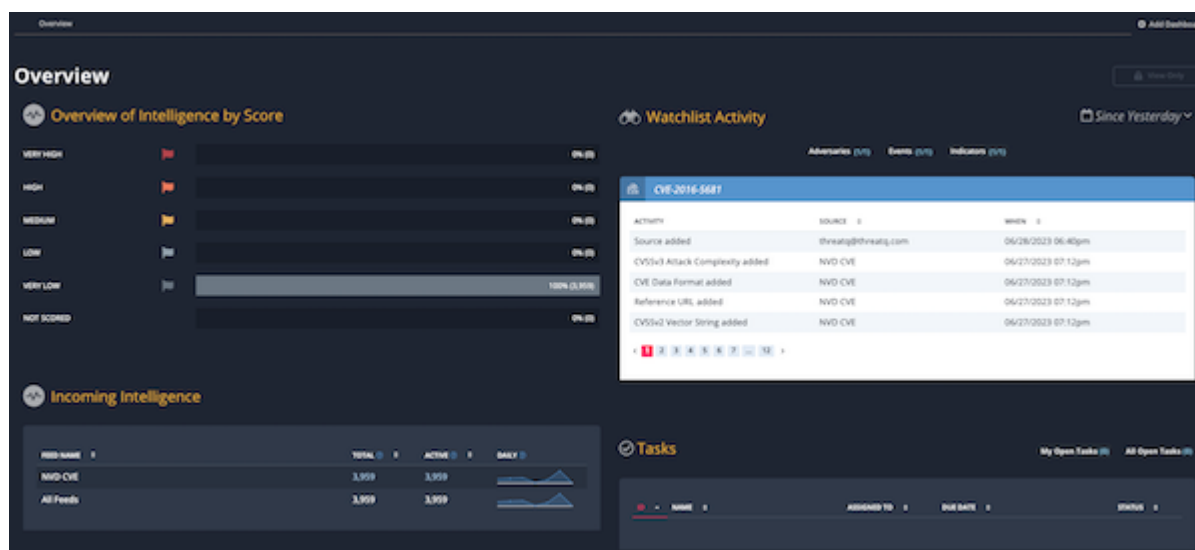 Overview
Add Dashboa
Overview
View Only
Overview of Intelligence by Score
VERY HIGH 0% (0)
HIGH 0% (0)
MEDIUM 0% (0)
LOW 0% (0)
VERY LOW 100% (3,959)
NOT SCORED 0% (0)
Incoming Intelligence
FEED NAME TOTAL ACTIVE DAILY
NVD CVE 3,959 3,959
All Feeds 3,959 3,959
Watchlist Activity Since Yesterday
Adversaries (1/1) Events (1/1) Indicators (1/1)
CVE-2016-5681
ACTIVITY SOURCE WHEN
Source added threatq@threatq.com 06/28/2023 06:40pm
CVSSv3 Attack Complexity added NVD CVE 06/27/2023 07:12pm
CVE Data Format added NVD CVE 06/27/2023 07:12pm
Reference URL added NVD CVE 06/27/2023 07:12pm
CVSSv2 Vector String added NVD CVE 06/27/2023 07:12pm
‹ 1 2 3 4 5 6 7 ... 12 ›
Tasks My Open Tasks (0) All Open Tasks (0)
ID NAME ASSIGNED TO DUE DATE STATUS